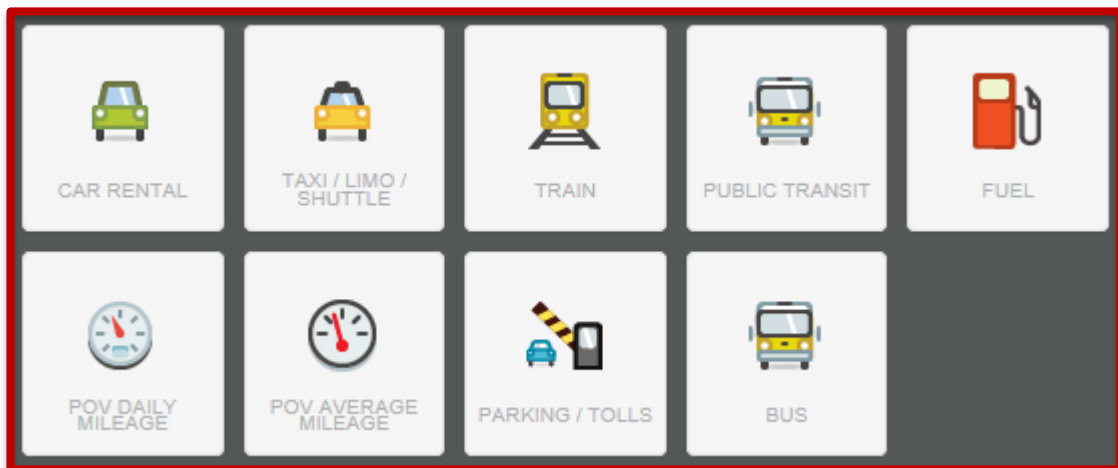 CAR RENTAL
TAXI / LIMO /
SHUTTLE
TRAIN
PUBLIC TRANSIT
FUEL
POV DAILY
MILEAGE
POV AVERAGE
MILEAGE
PARKING / TOLLS
BUS